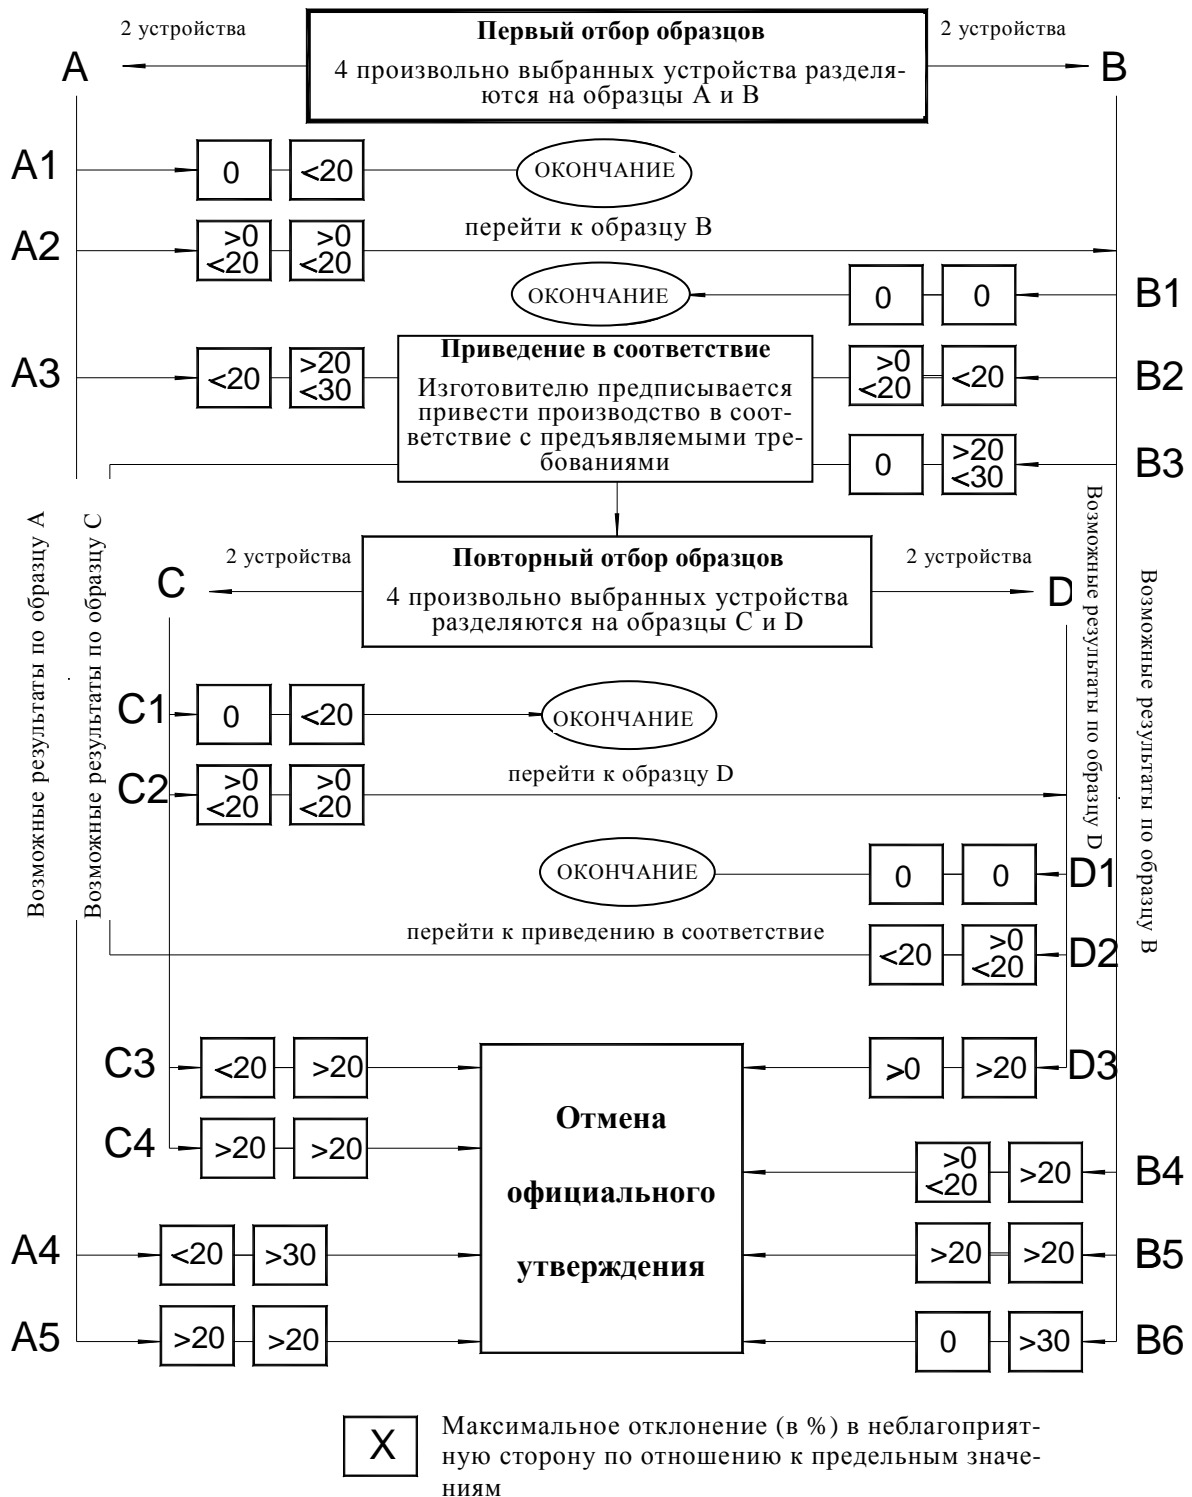 2 устройства
Первый отбор образцов
2 устройства
A
4 произвольно выбранных устройства разделя-
ются на образцы А и В
B
A1
0
<20
ОКОНЧАНИЕ
A2
>0
<20
>0
<20
перейти к образцу В
ОКОНЧАНИЕ
0
0
B1
A3
<20
>20
<30
Приведение в соответствие
Изготовителю предписывается
привести производство в соот-
ветствие с предъявляемыми тре-
бованиями
>0
<20
<20
B2
0
>20
<30
B3
Возможные результаты по образцу А
Возможные результаты по образцу С
Возможные результаты по образцу D
Возможные результаты по образцу В
2 устройства
Повторный отбор образцов
2 устройства
C
4 произвольно выбранных устройства
разделяются на образцы С и D
D
C1
0
<20
ОКОНЧАНИЕ
C2
>0
<20
>0
<20
перейти к образцу D
ОКОНЧАНИЕ
0
0
D1
перейти к приведению в соответствие
<20
>0
<20
D2
C3
<20
>20
>0
>20
D3
Отмена
официального
утверждения
C4
>20
>20
>0
<20
>20
B4
A4
<20
>30
>20
>20
B5
A5
>20
>20
0
>30
B6
X
Максимальное отклонение (в %) в неблагоприят-
ную сторону по отношению к предельным значе-
ниям